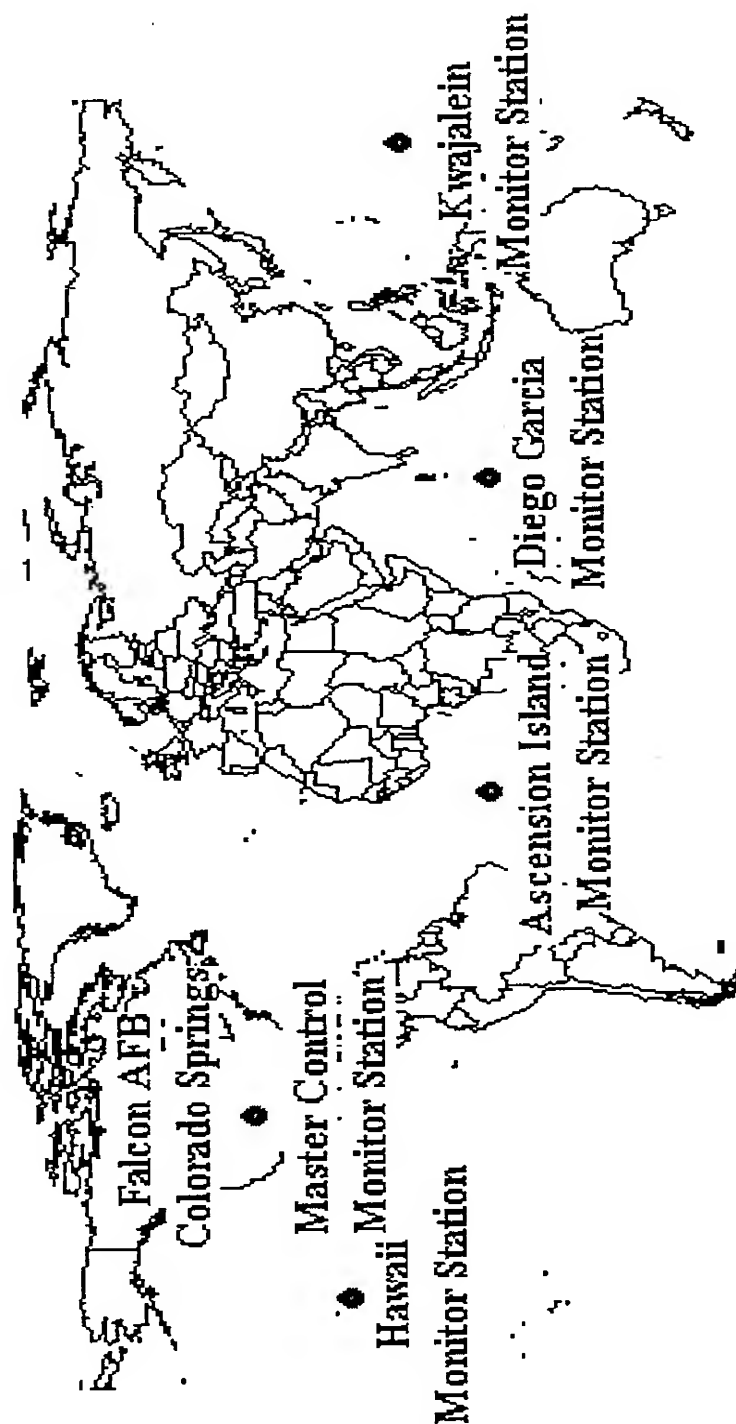 Falcon AFB
Colorado Springs
Master Control
Monitor Station
Hawaii
Monitor Station
Ascension Island
Monitor Station
Diego Garcia
Monitor Station
Kwajalein
Monitor Station